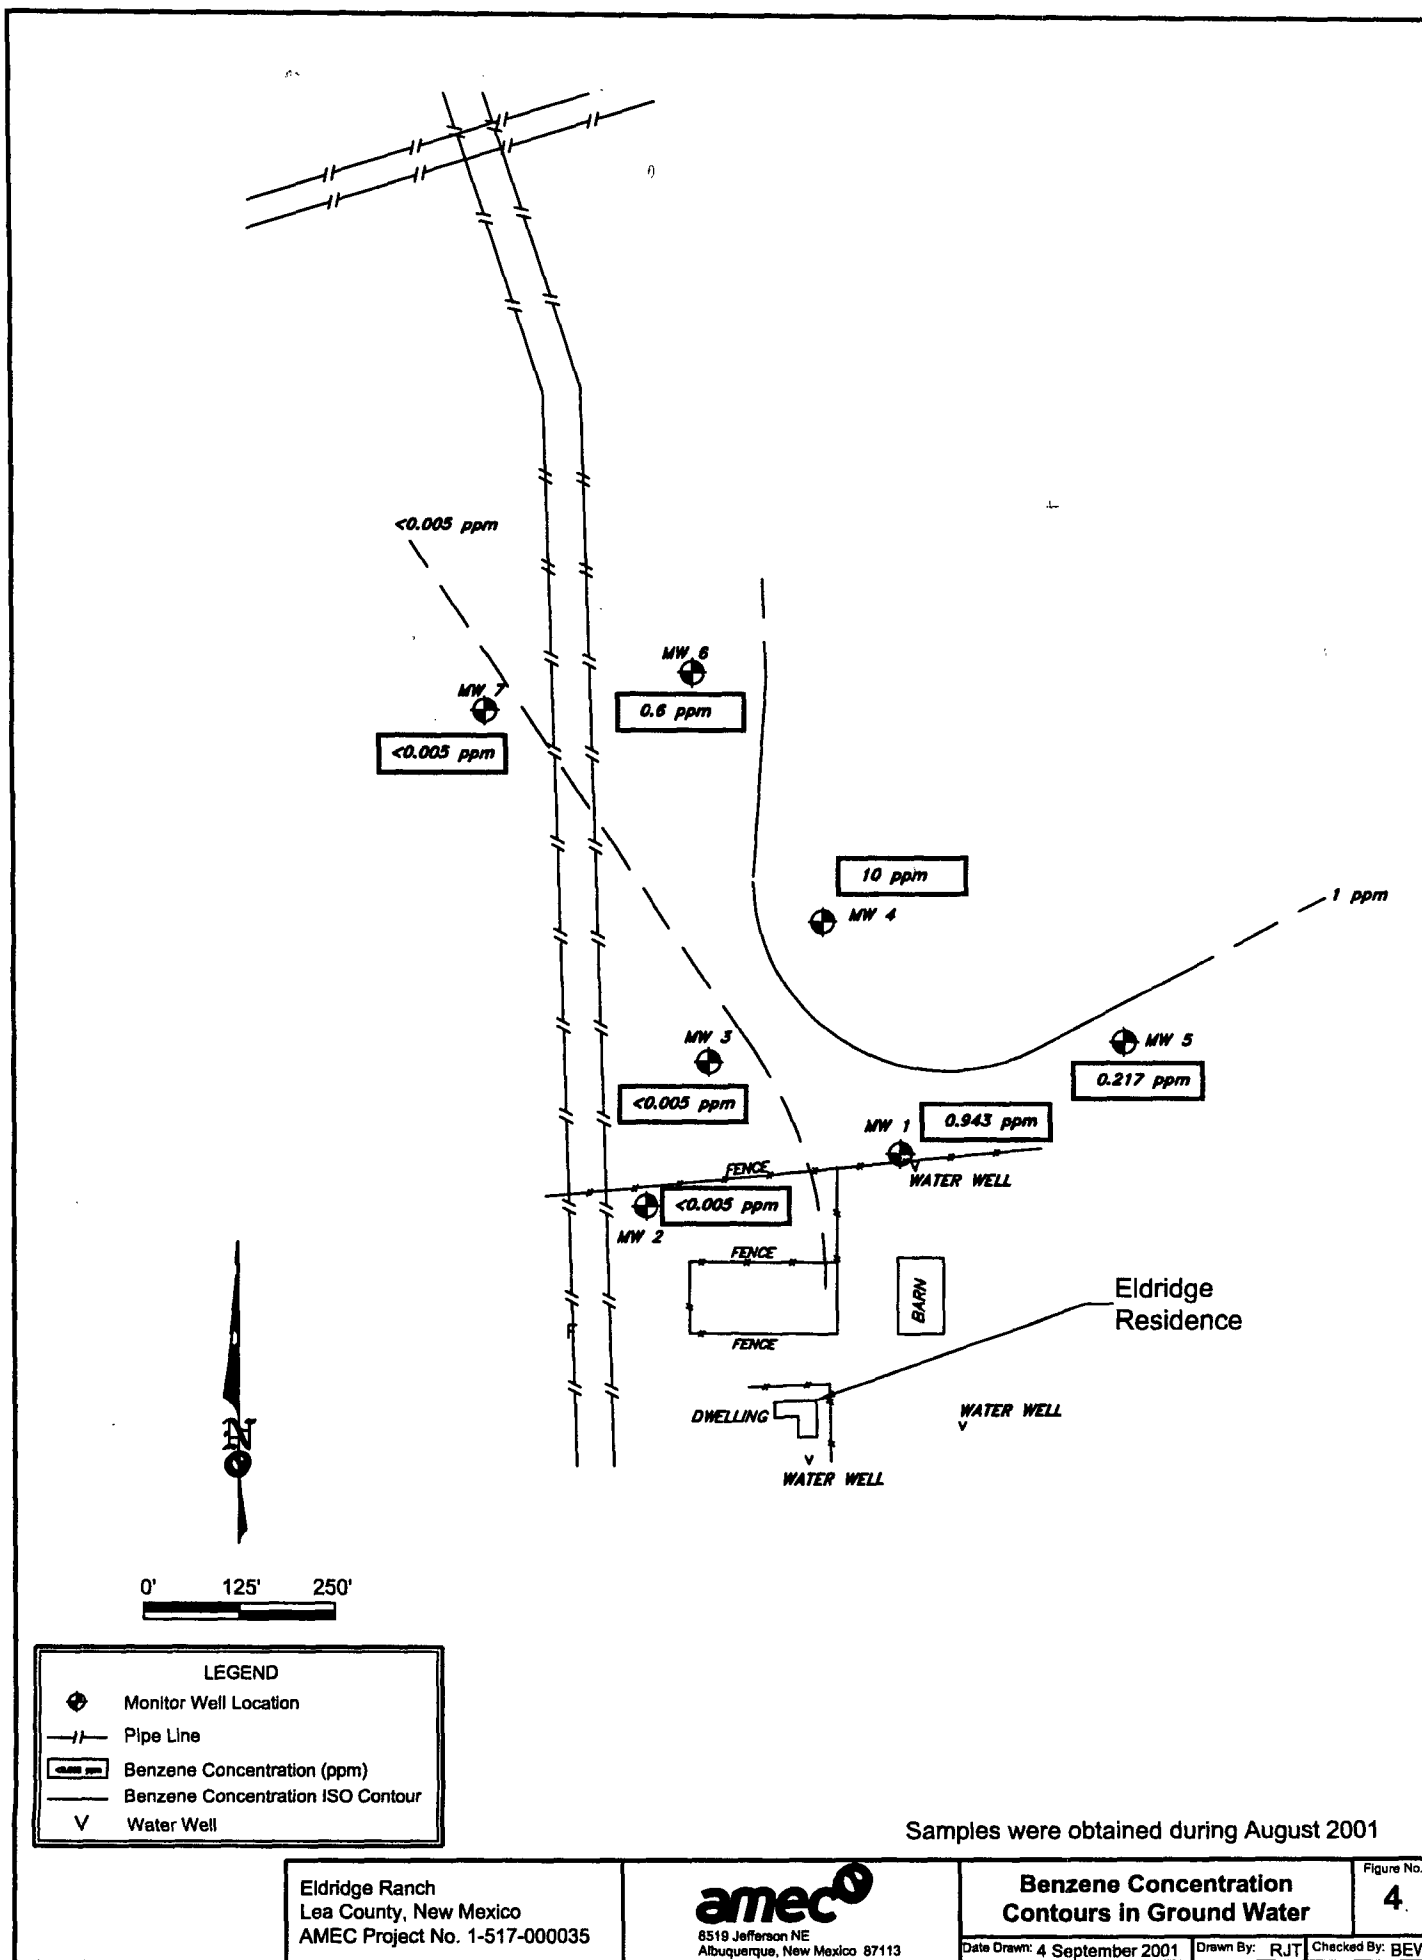 <0.005 ppm
MW 6
0.6 ppm
MW 7
<0.005 ppm
10 ppm
MW 4
1 ppm
MW 3
<0.005 ppm
MW 5
0.217 ppm
MW 1
0.943 ppm
FENCE
WATER WELL
<0.005 ppm
MW 2
FENCE
BARN
Eldridge
Residence
F
FENCE
DWELLING
WATER WELL
V
V
WATER WELL
N
0' 125' 250'
LEGEND
Monitor Well Location
Pipe Line
<0.005 ppm
Benzene Concentration (ppm)
Benzene Concentration ISO Contour
V Water Well
Samples were obtained during August 2001
Eldridge Ranch
Lea County, New Mexico
AMEC Project No. 1-517-000035
amec
8519 Jefferson NE
Albuquerque, New Mexico 87113
Benzene Concentration
Contours in Ground Water
Figure No.
4
Date Drawn: 4 September 2001
Drawn By: RJT
Checked By: BEV